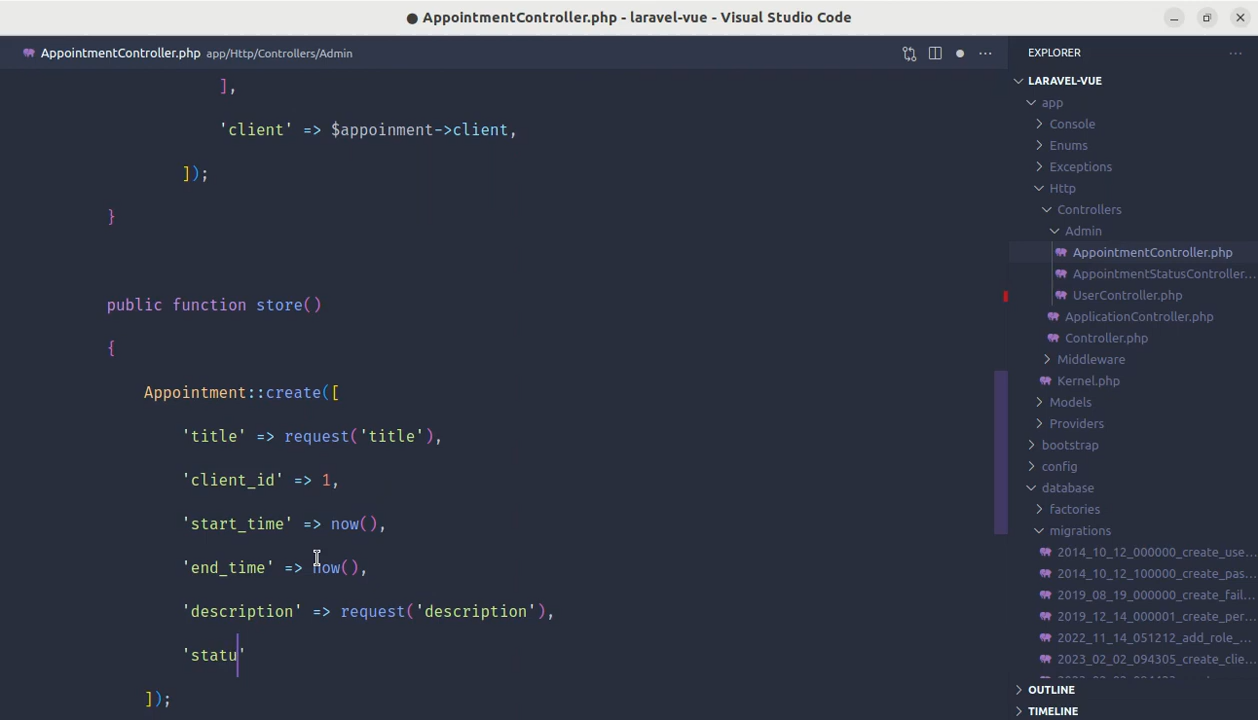 ● AppointmentController.php - laravel-vue - Visual Studio Code
AppointmentController.php app/Http/Controllers/Admin
],
'client' => $appoinment->client,
]);
}
public function store()
{
Appointment::create([
'title' => request('title'),
'client_id' => 1,
'start_time' => now(),
'end_time' => now(),
'description' => request('description'),
'statu'
]);
EXPLORER
LARAVEL-VUE
app
Console
Enums
Exceptions
Http
Controllers
Admin
AppointmentController.php
AppointmentStatusController...
UserController.php
ApplicationController.php
Controller.php
Middleware
Kernel.php
Models
Providers
bootstrap
config
database
factories
migrations
2014_10_12_000000_create_use...
2014_10_12_100000_create_pas...
2019_08_19_000000_create_fail...
2019_12_14_000001_create_per...
2022_11_14_051212_add_role_...
2023_02_02_094305_create_clie...
OUTLINE
TIMELINE